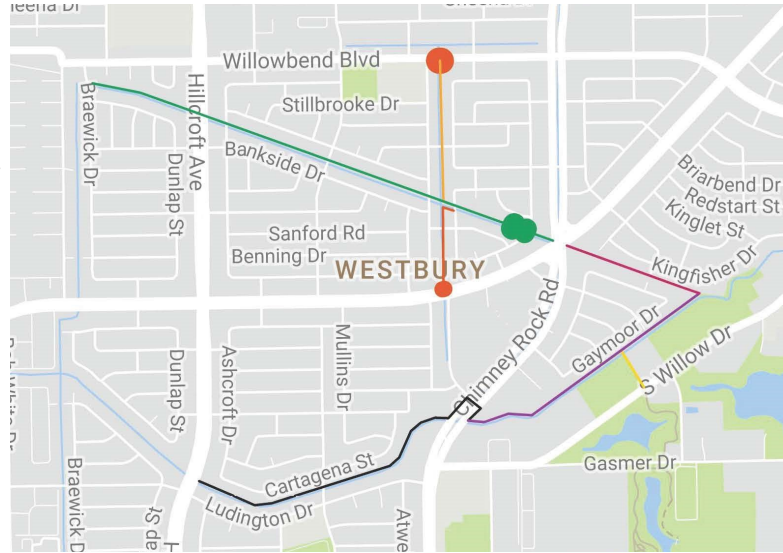 Willowbend Blvd
Hillcroft Ave
Stillbrooke Dr
Braewick Dr
Bankside Dr
Dunlap St
Briarbend Dr
Redstart St
Kinglet St
Sanford Rd
Benning Dr
WESTBURY
Kingfisher Dr
Chimney Rock Rd
Gaymoor Dr
Mullins Dr
Ashcroft Dr
Dunlap St
S Willow Dr
Cartagena St
Gasmer Dr
Braewick D
Ludington Dr